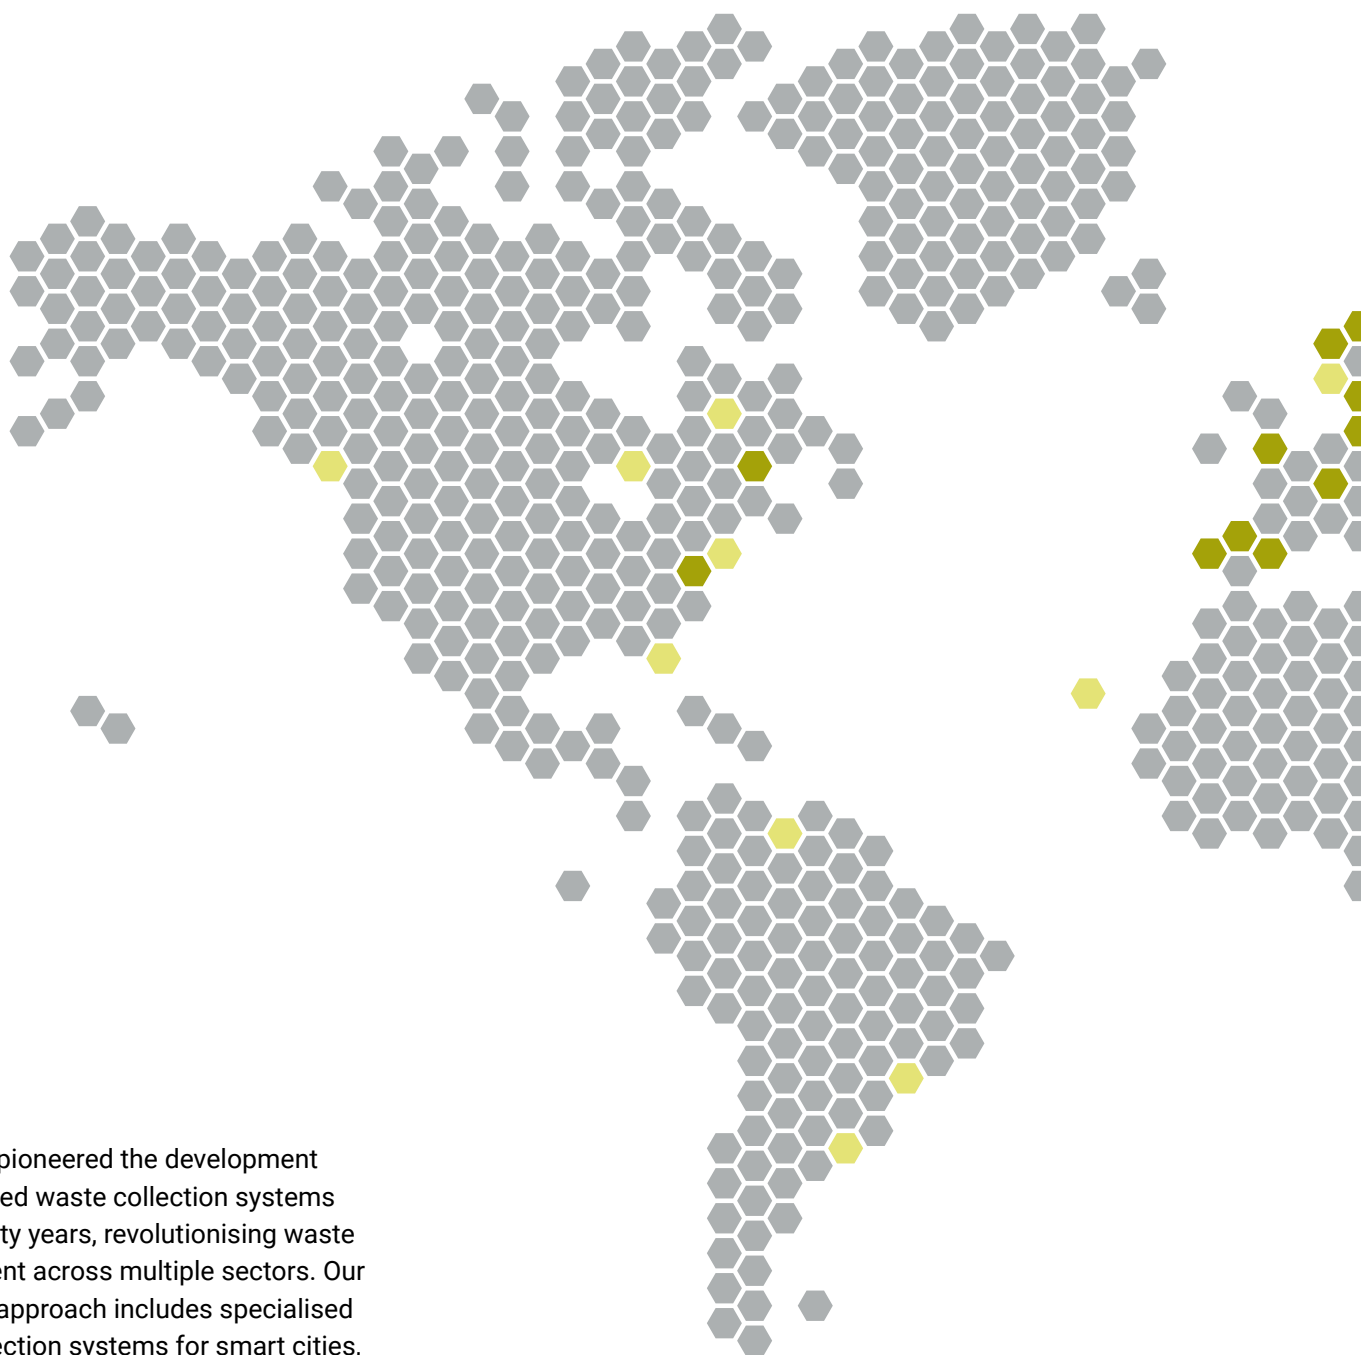 pioneered the development
ed waste collection systems
ty years, revolutionising waste
nt across multiple sectors. Our
approach includes specialised
ection systems for smart cities,